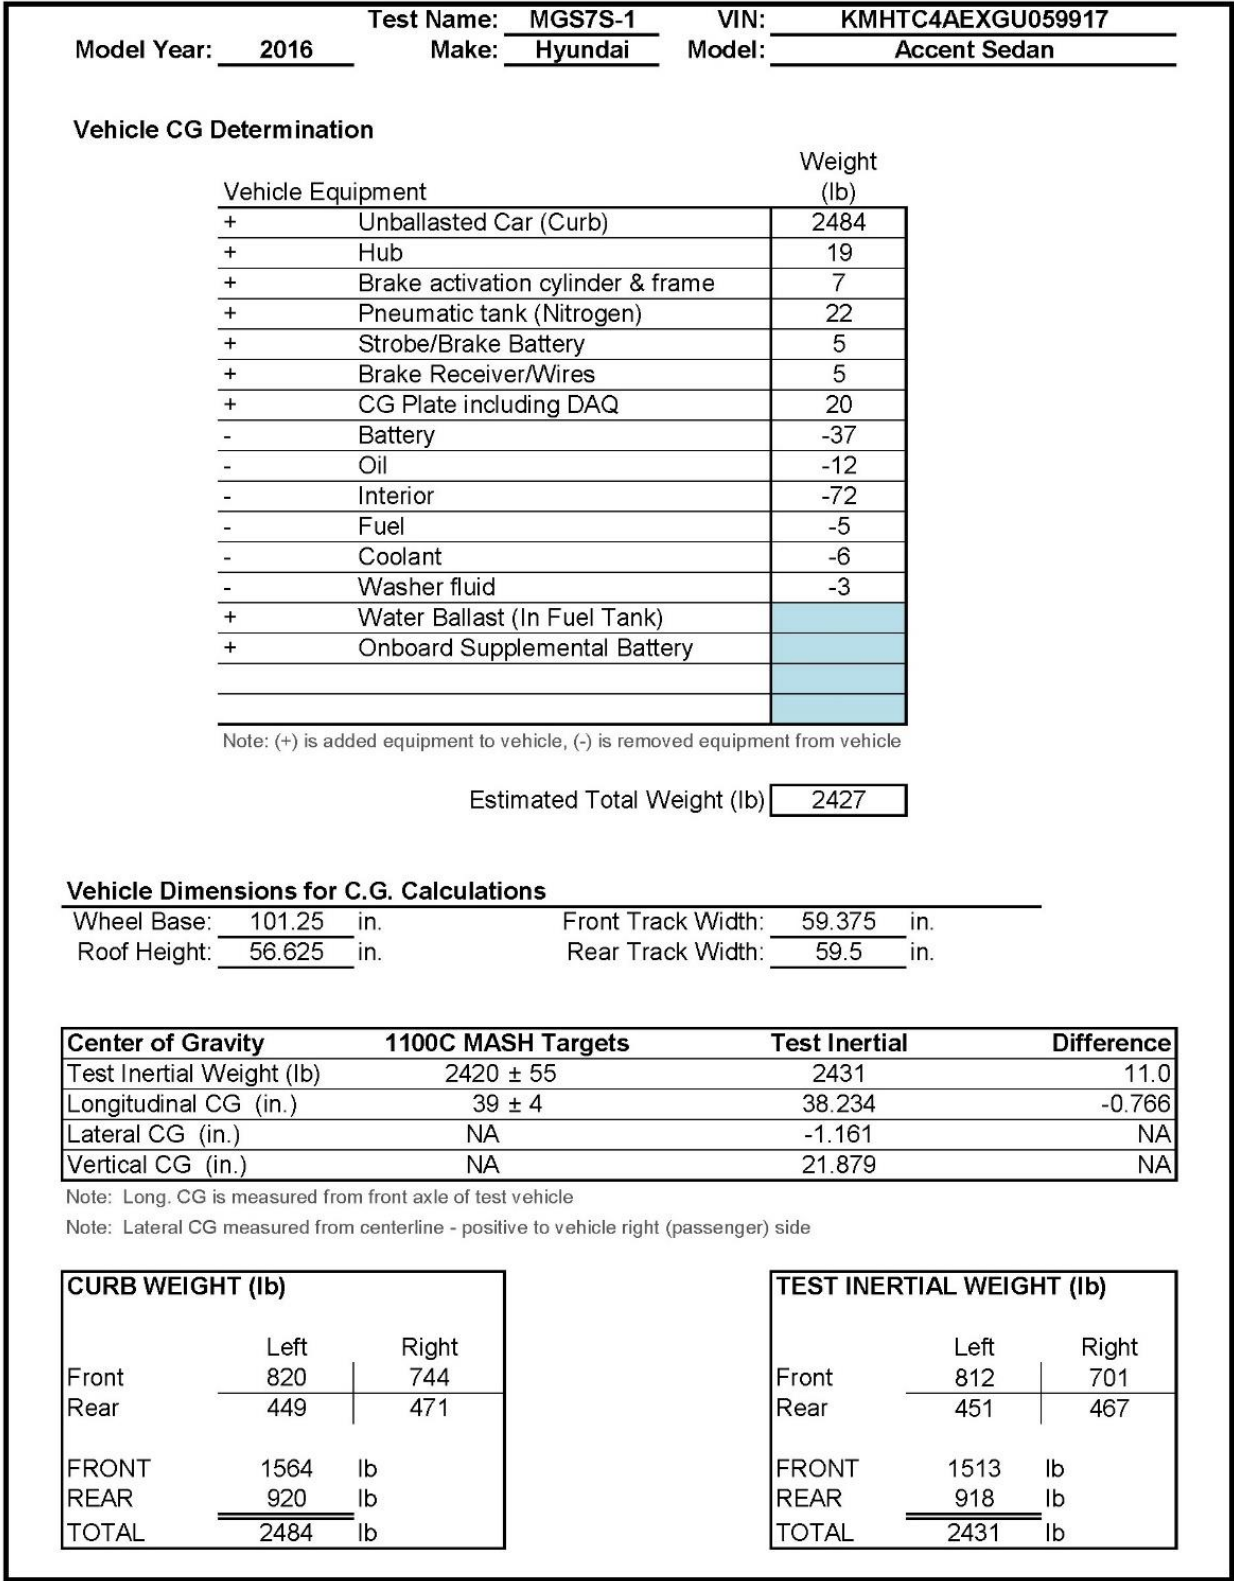 Test Name: MGS7S-1 VIN: KMHTC4AEXGU059917
Model Year: 2016 Make: Hyundai Model: Accent Sedan
Vehicle CG Determination
Weight
Vehicle Equipment (lb)
+ Unballasted Car (Curb) 2484
+ Hub 19
+ Brake activation cylinder & frame 7
+ Pneumatic tank (Nitrogen) 22
+ Strobe/Brake Battery 5
+ Brake Receiver/Wires 5
+ CG Plate including DAQ 20
- Battery -37
- Oil -12
- Interior -72
- Fuel -5
- Coolant -6
- Washer fluid -3
+ Water Ballast (In Fuel Tank)
+ Onboard Supplemental Battery
Note: (+) is added equipment to vehicle, (-) is removed equipment from vehicle
Estimated Total Weight (lb) 2427
Vehicle Dimensions for C.G. Calculations
Wheel Base: 101.25 in. Front Track Width: 59.375 in.
Roof Height: 56.625 in. Rear Track Width: 59.5 in.
Center of Gravity 1100C MASH Targets Test Inertial Difference
Test Inertial Weight (lb) 2420 ± 55 2431 11.0
Longitudinal CG (in.) 39 ± 4 38.234 -0.766
Lateral CG (in.) NA -1.161 NA
Vertical CG (in.) NA 21.879 NA
Note: Long. CG is measured from front axle of test vehicle
Note: Lateral CG measured from centerline - positive to vehicle right (passenger) side
CURB WEIGHT (lb) TEST INERTIAL WEIGHT (lb)
Left Right Left Right
Front 820 744 Front 812 701
Rear 449 471 Rear 451 467
FRONT 1564 lb FRONT 1513 lb
REAR 920 lb REAR 918 lb
TOTAL 2484 lb TOTAL 2431 lb